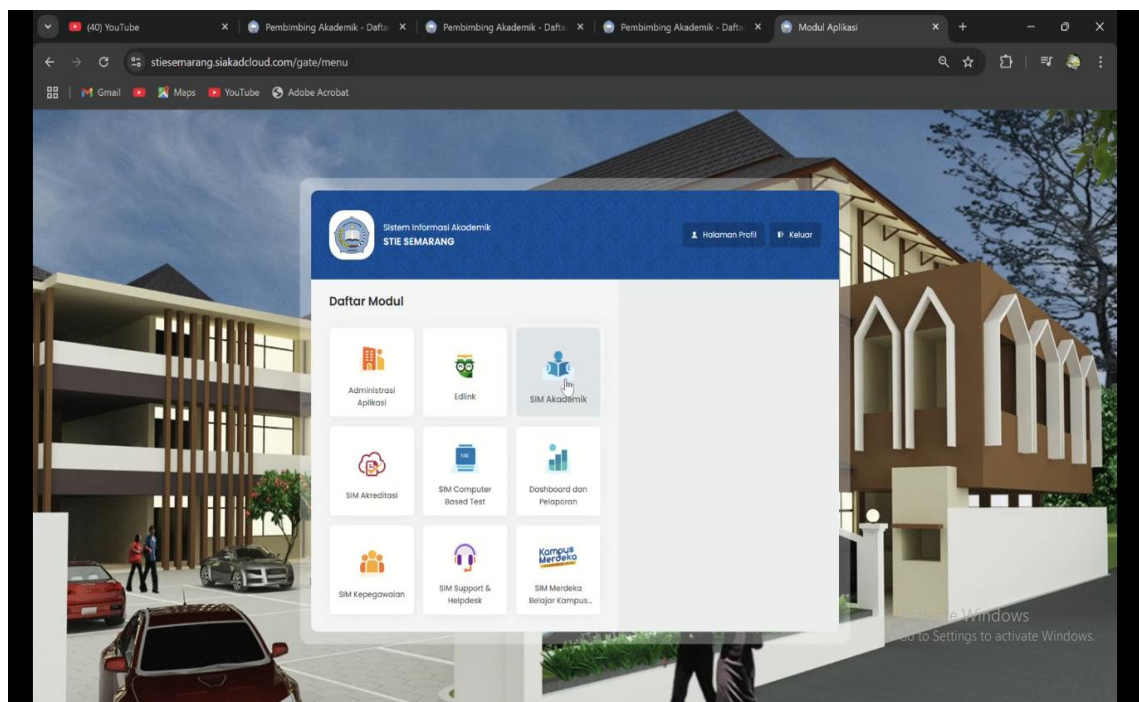 (40) YouTube
Pembimbing Akademik - Dafta
Pembimbing Akademik - Dafta
Pembimbing Akademik - Dafta
Modul Aplikasi
stiesemarang.siakadcloud.com/gate/menu
Gmail
Maps
YouTube
Adobe Acrobat
Sistem Informasi Akademik
STIE SEMARANG
Halaman Profil
Keluar
Daftar Modul
Administrasi
Aplikasi
Edlink
SIM Akademik
SIM Akreditasi
SIM Computer
Based Test
Dashboard dan
Pelaporan
SIM Kepegawaian
SIM Support &
Helpdesk
Kampus
Merdeka
SIM Merdeka
Belajar Kampus...
Activate Windows
Go to Settings to activate Windows.